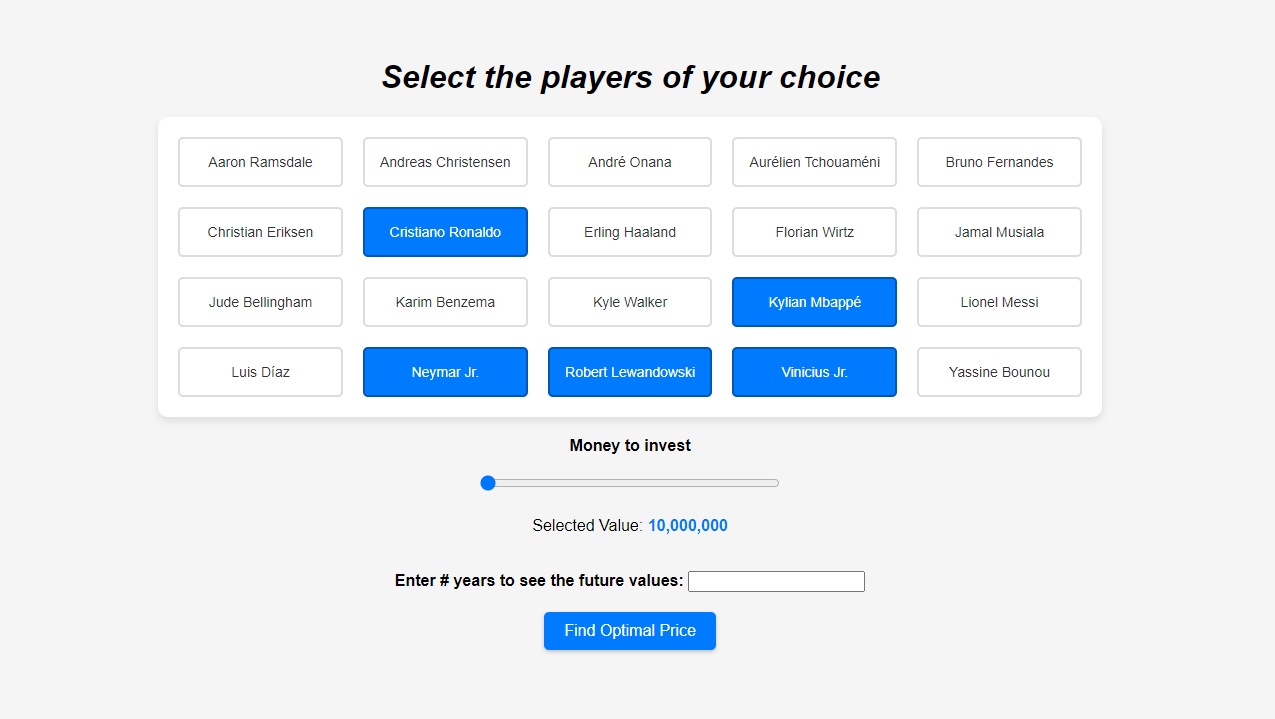 Select the players of your choice
Aaron Ramsdale Andreas Christensen André Onana Aurélien Tchouaméni Bruno Fernandes
Christian Eriksen Cristiano Ronaldo Erling Haaland Florian Wirtz Jamal Musiala
Jude Bellingham Karim Benzema Kyle Walker Kylian Mbappé Lionel Messi
Luis Díaz Neymar Jr. Robert Lewandowski Vinicius Jr. Yassine Bounou
Money to invest
Selected Value: 10,000,000
Enter # years to see the future values:
Find Optimal Price